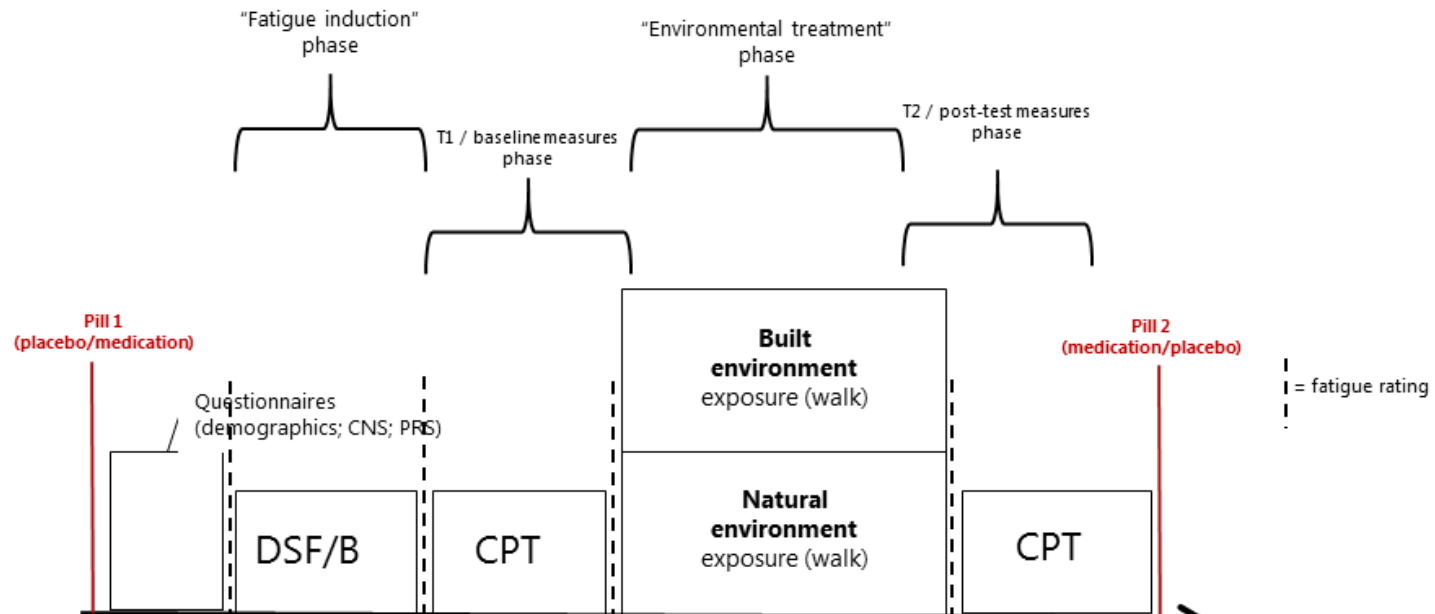 “Fatigue induction”
phase
“Environmental treatment”
phase
T1 / baseline measures
phase
T2 / post-test measures
phase
Pill 1
(placebo/medication)
Questionnaires
(demographics; CNS; PRS)
DSF/B
CPT
Built
environment
exposure (walk)
Natural
environment
exposure (walk)
CPT
Pill 2
(medication/placebo)
= fatigue rating